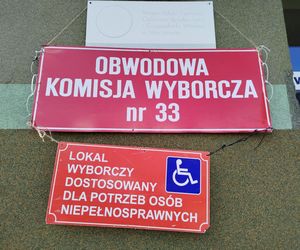 OBWODOWA
KOMISJA WYBORCZA
nr 33
LOKAL
WYBORCZY
DOSTOSOWANY
DLA POTRZEB OSÓB
NIEPEŁNOSPRAWNYCH